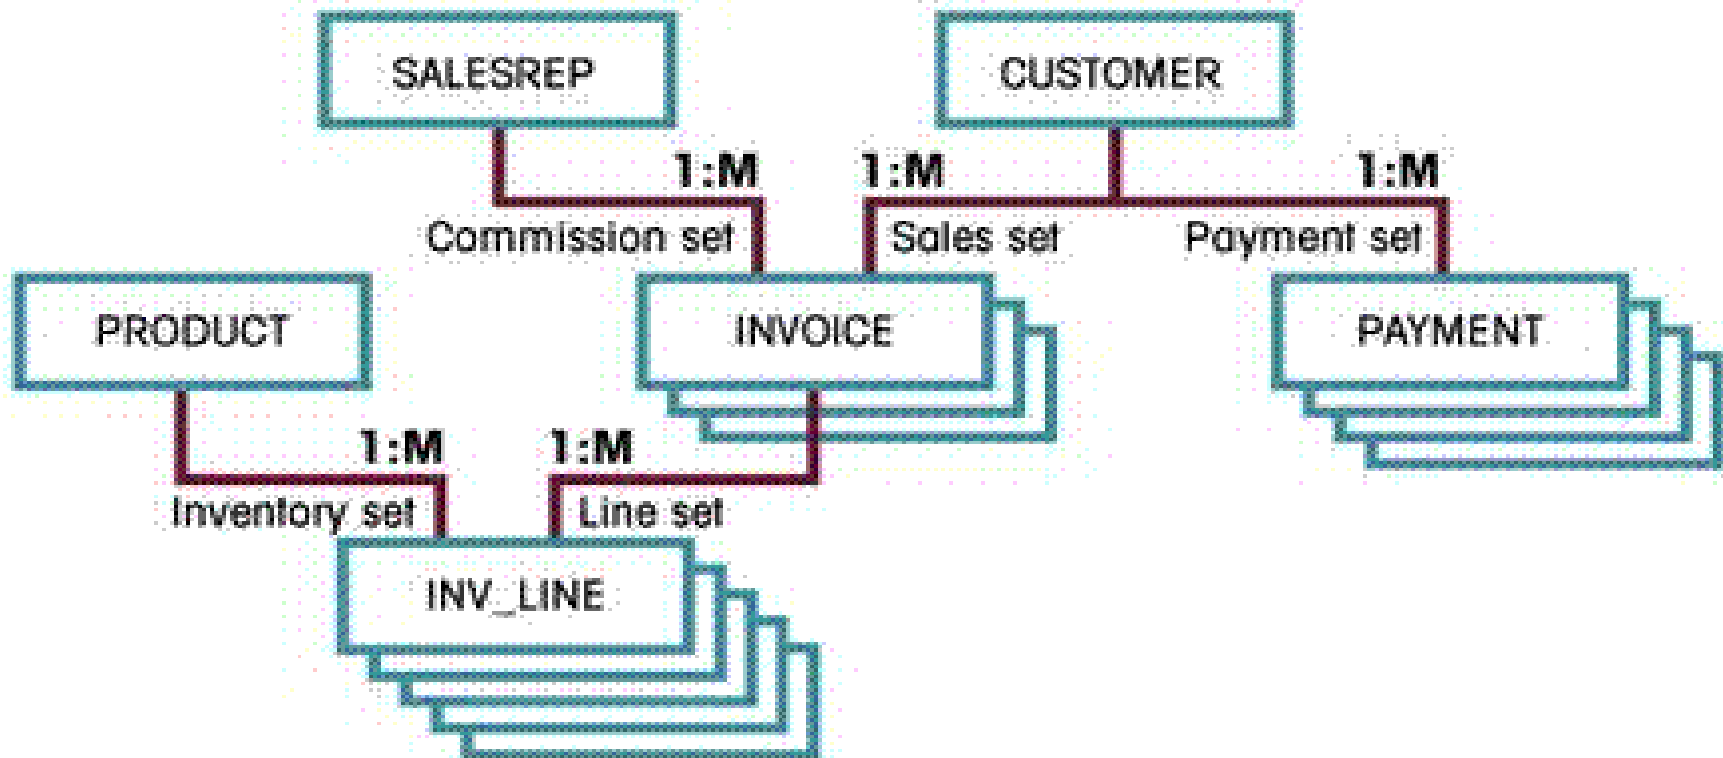 SALESREP
CUSTOMER
1:M
1:M
1:M
Commission set
Sales set
Payment set
PRODUCT
INVOICE
PAYMENT
1:M
1:M
Inventory set
Line set
INV_LINE